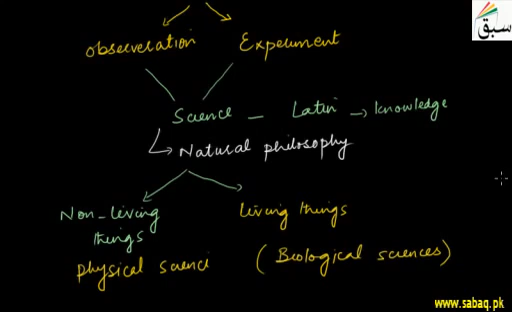 سبق
Observeration Experiment
Science - Latin → knowledge
Natural philosophy
Non-living living things
things
physical scienc (Biological sciences)
www.sabaq.pk